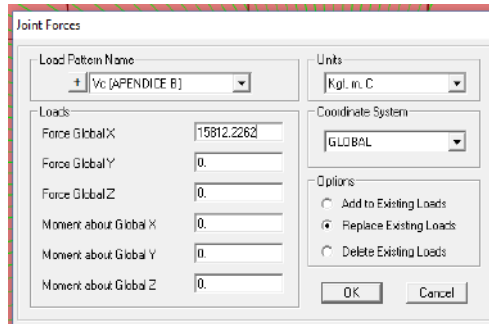 Joint Forces
Load Pattern Name
+ Vc [APENDICE B]
Units
Kgf, m, C
Loads
Force Global X 15812.2262
Force Global Y 0.
Force Global Z 0.
Moment about Global X 0.
Moment about Global Y 0.
Moment about Global Z 0.
Coordinate System
GLOBAL
Options
Add to Existing Loads
Replace Existing Loads
Delete Existing Loads
OK Cancel